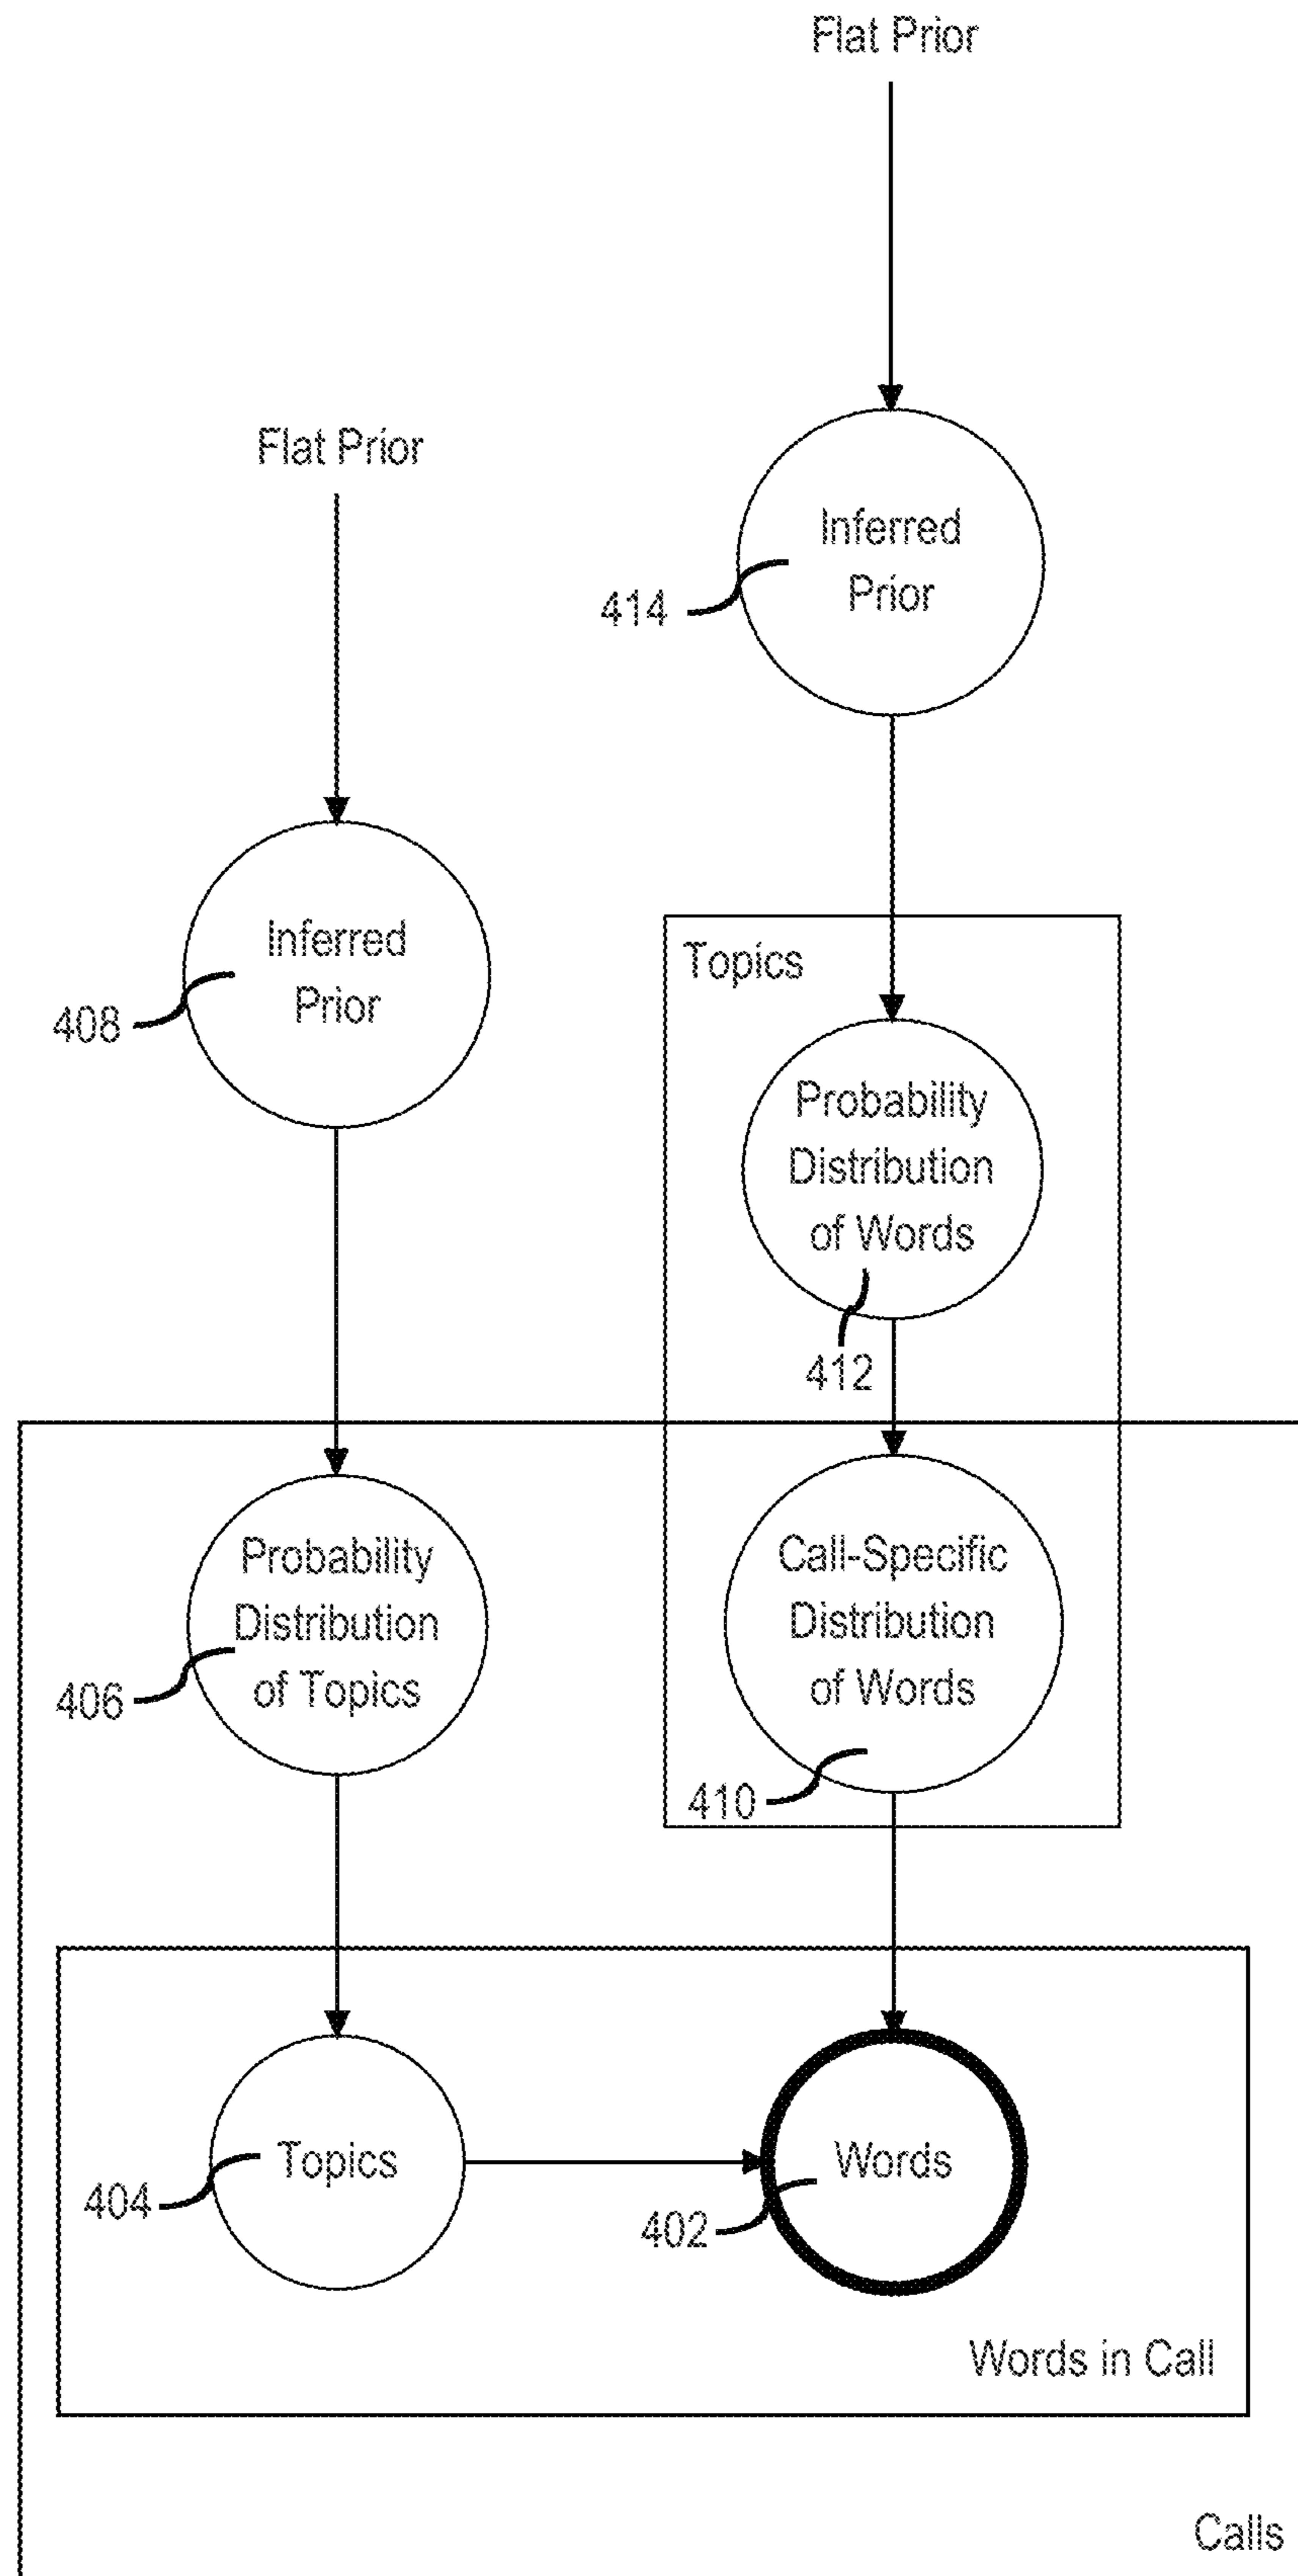 Flat Prior
Flat Prior
Inferred
Prior
414
Inferred
Prior
408
Topics
Probability
Distribution
of Words
412
Probability
Distribution
of Topics
406
Call-Specific
Distribution
of Words
410
Topics
404
Words
402
Words in Call
Calls